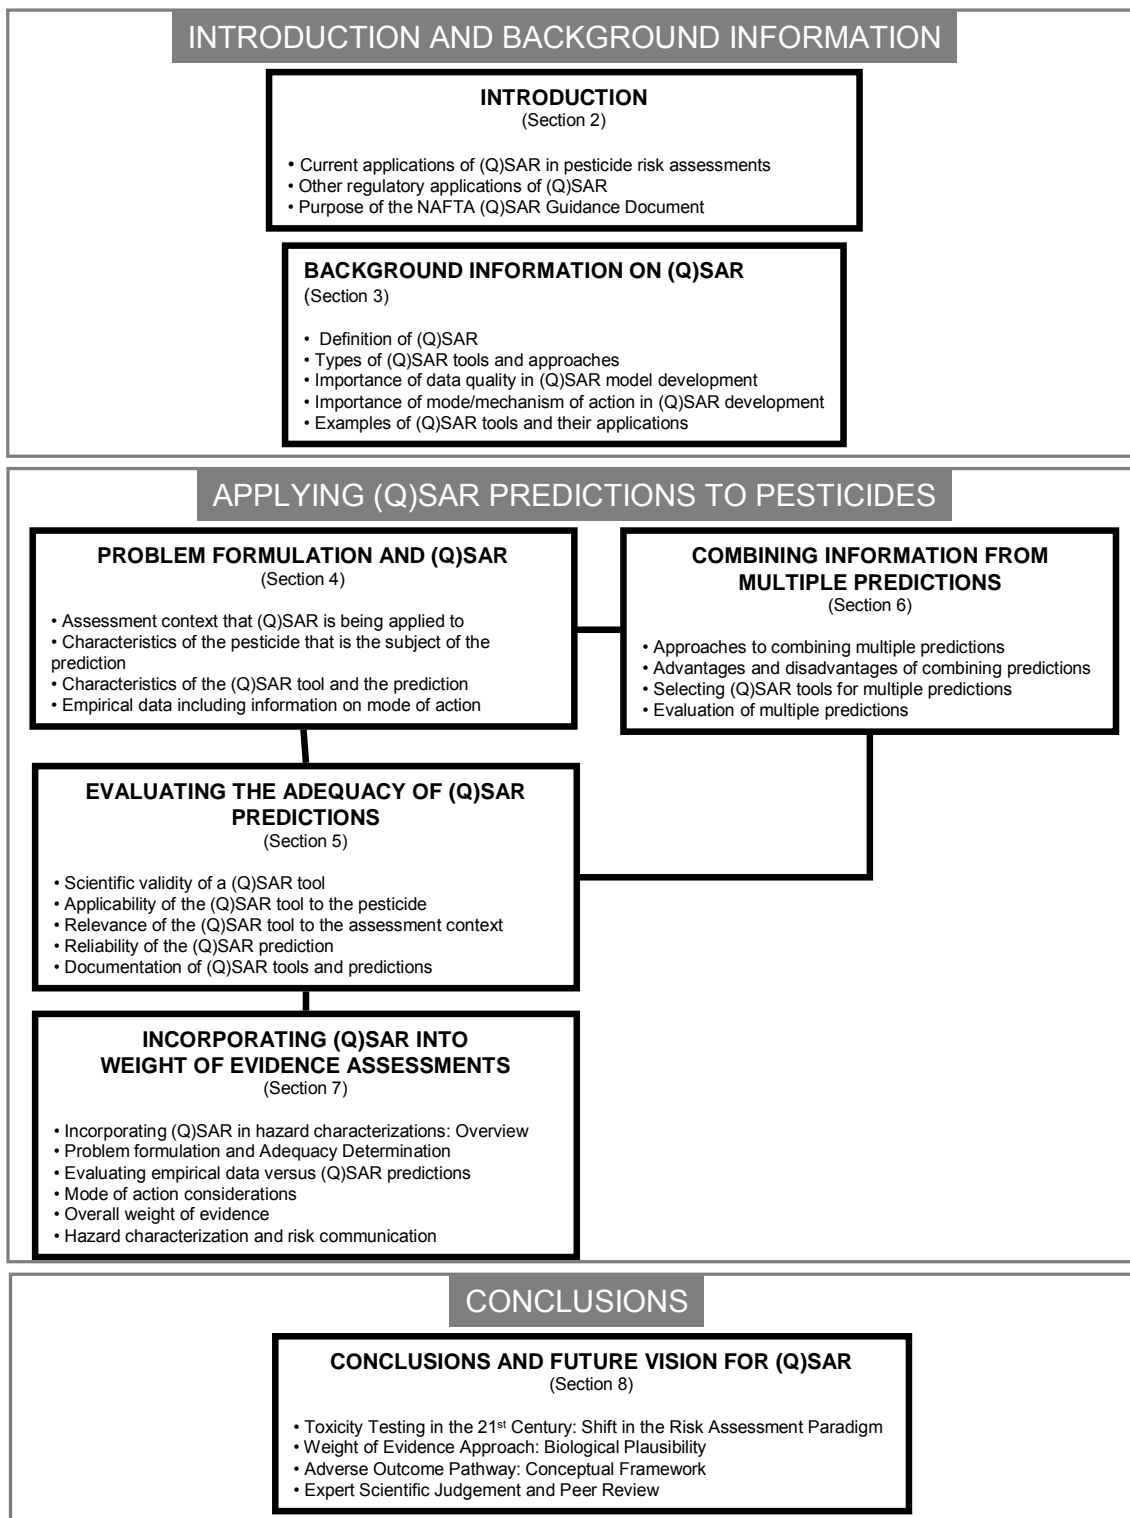 INTRODUCTION AND BACKGROUND INFORMATION
INTRODUCTION
(Section 2)
• Current applications of (Q)SAR in pesticide risk assessments
• Other regulatory applications of (Q)SAR
• Purpose of the NAFTA (Q)SAR Guidance Document
BACKGROUND INFORMATION ON (Q)SAR
(Section 3)
• Definition of (Q)SAR
• Types of (Q)SAR tools and approaches
• Importance of data quality in (Q)SAR model development
• Importance of mode/mechanism of action in (Q)SAR development
• Examples of (Q)SAR tools and their applications
APPLYING (Q)SAR PREDICTIONS TO PESTICIDES
PROBLEM FORMULATION AND (Q)SAR
(Section 4)
• Assessment context that (Q)SAR is being applied to
• Characteristics of the pesticide that is the subject of the
prediction
• Characteristics of the (Q)SAR tool and the prediction
• Empirical data including information on mode of action
COMBINING INFORMATION FROM
MULTIPLE PREDICTIONS
(Section 6)
• Approaches to combining multiple predictions
• Advantages and disadvantages of combining predictions
• Selecting (Q)SAR tools for multiple predictions
• Evaluation of multiple predictions
EVALUATING THE ADEQUACY OF (Q)SAR
PREDICTIONS
(Section 5)
• Scientific validity of a (Q)SAR tool
• Applicability of the (Q)SAR tool to the pesticide
• Relevance of the (Q)SAR tool to the assessment context
• Reliability of the (Q)SAR prediction
• Documentation of (Q)SAR tools and predictions
INCORPORATING (Q)SAR INTO
WEIGHT OF EVIDENCE ASSESSMENTS
(Section 7)
• Incorporating (Q)SAR in hazard characterizations: Overview
• Problem formulation and Adequacy Determination
• Evaluating empirical data versus (Q)SAR predictions
• Mode of action considerations
• Overall weight of evidence
• Hazard characterization and risk communication
CONCLUSIONS
CONCLUSIONS AND FUTURE VISION FOR (Q)SAR
(Section 8)
• Toxicity Testing in the 21st Century: Shift in the Risk Assessment Paradigm
• Weight of Evidence Approach: Biological Plausibility
• Adverse Outcome Pathway: Conceptual Framework
• Expert Scientific Judgement and Peer Review